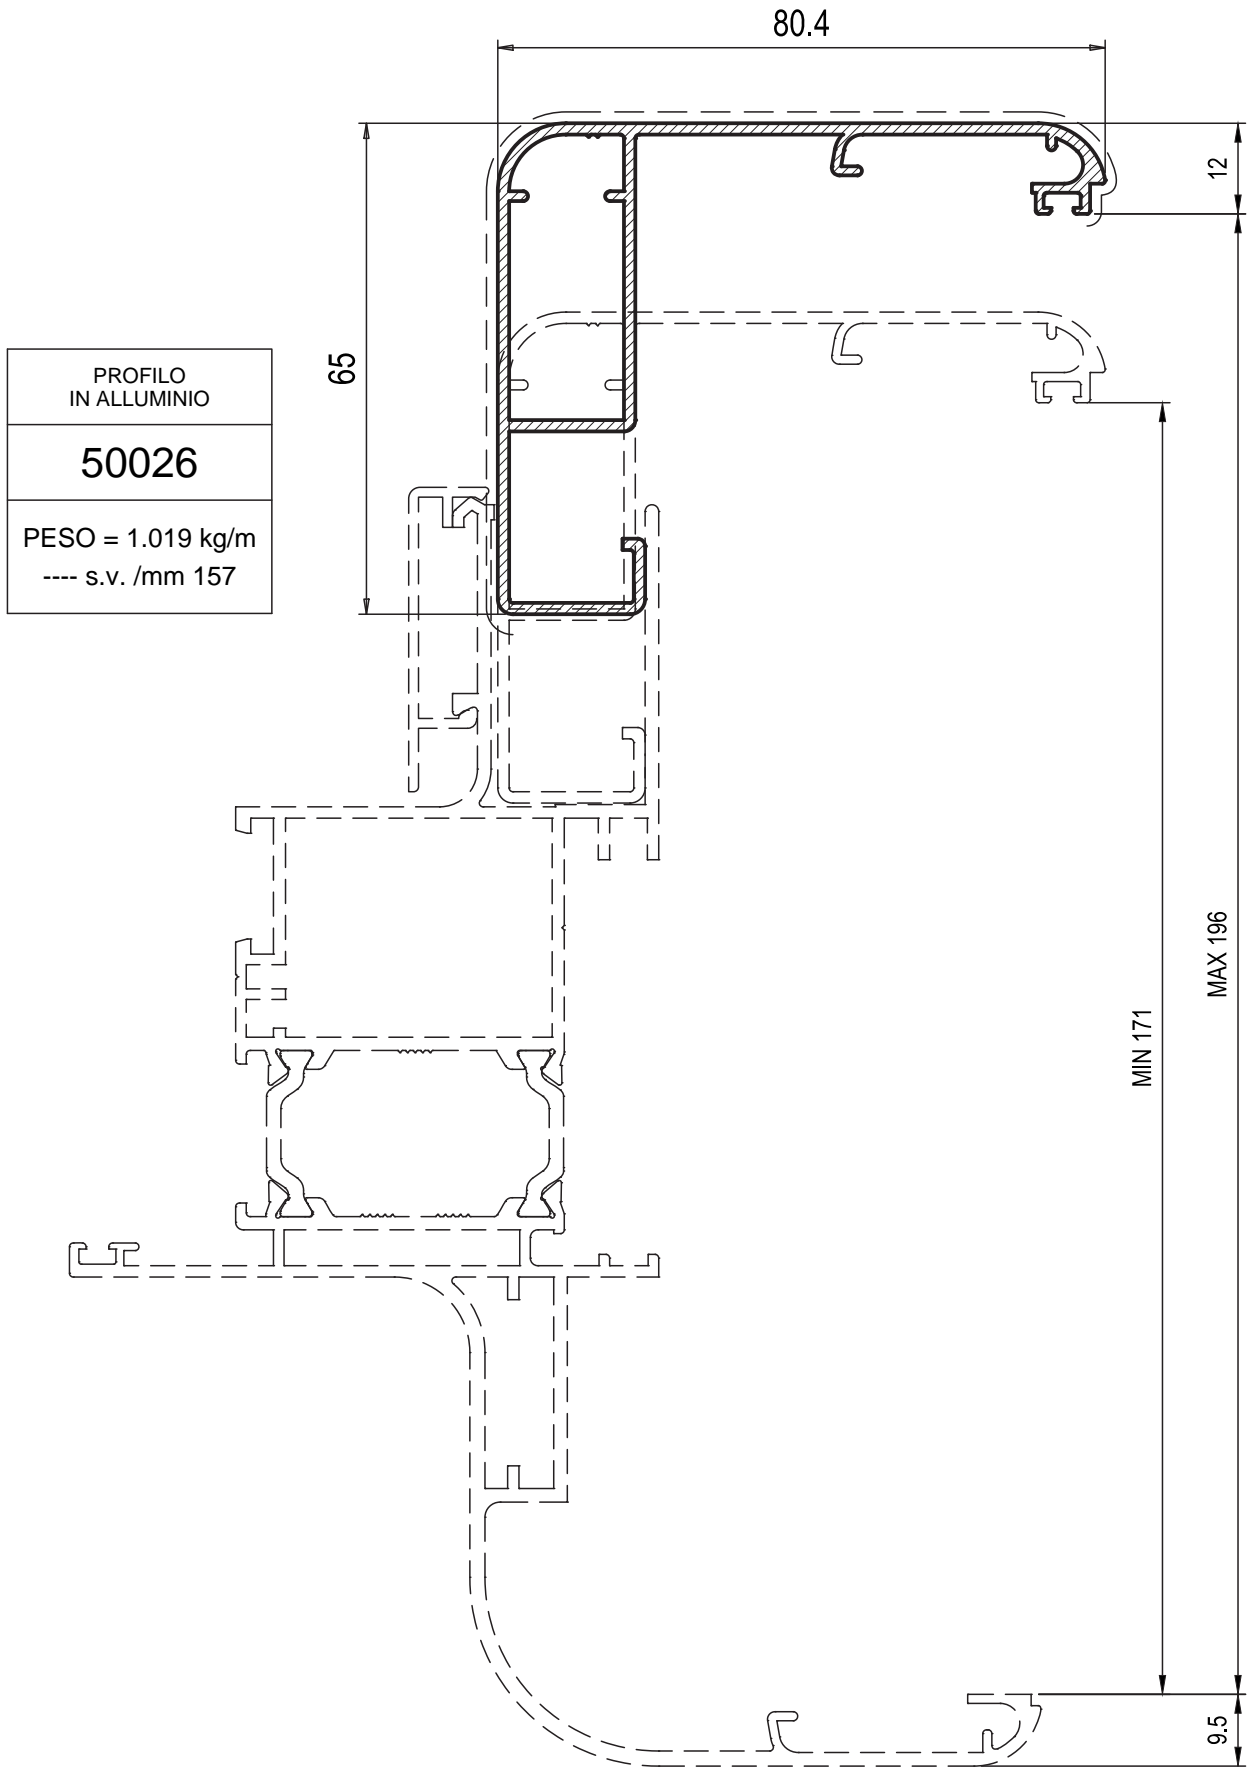 80.4
12
65
PROFILO
IN ALLUMINIO
50026
PESO = 1.019 kg/m
---- s.v. /mm 157
MAX 196
MIN 171
9.5